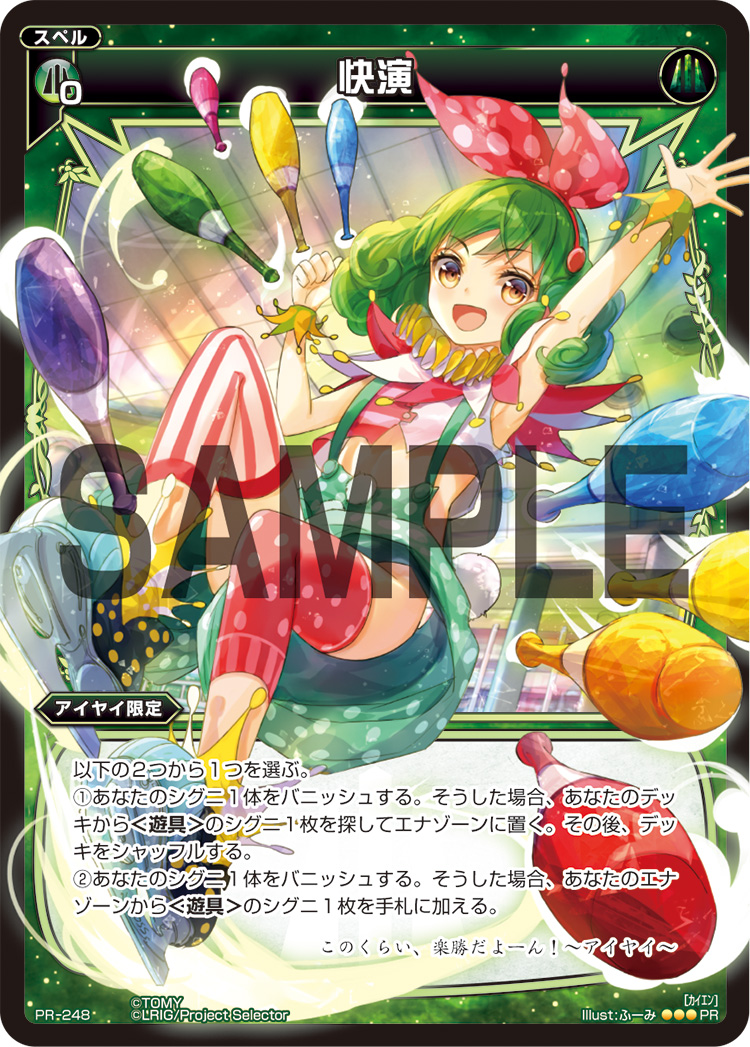 スペル
0
快演
SAMPLE
アイヤイ限定
以下の2つから1つを選ぶ。
①あなたのシグニ1体をバニッシュする。そうした場合、あなたのデッ
キから<遊具>のシグニ1枚を探してエナゾーンに置く。その後、デッ
キをシャッフルする。
②あなたのシグニ1体をバニッシュする。そうした場合、あなたのエナ
ゾーンから<遊具>のシグニ1枚を手札に加える。
このくらい、楽勝だよーん!～アイヤイ～
[カイエン]
PR-248 ©TOMY
©LRIG/Project Selector Illust:ふーみ PR